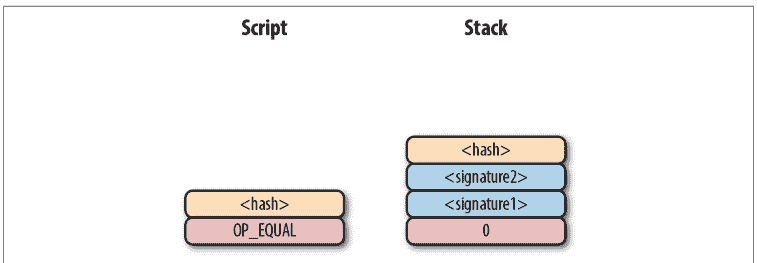 Script
Stack
<hash>
OP_EQUAL
<hash>
<signature2>
<signature1>
0